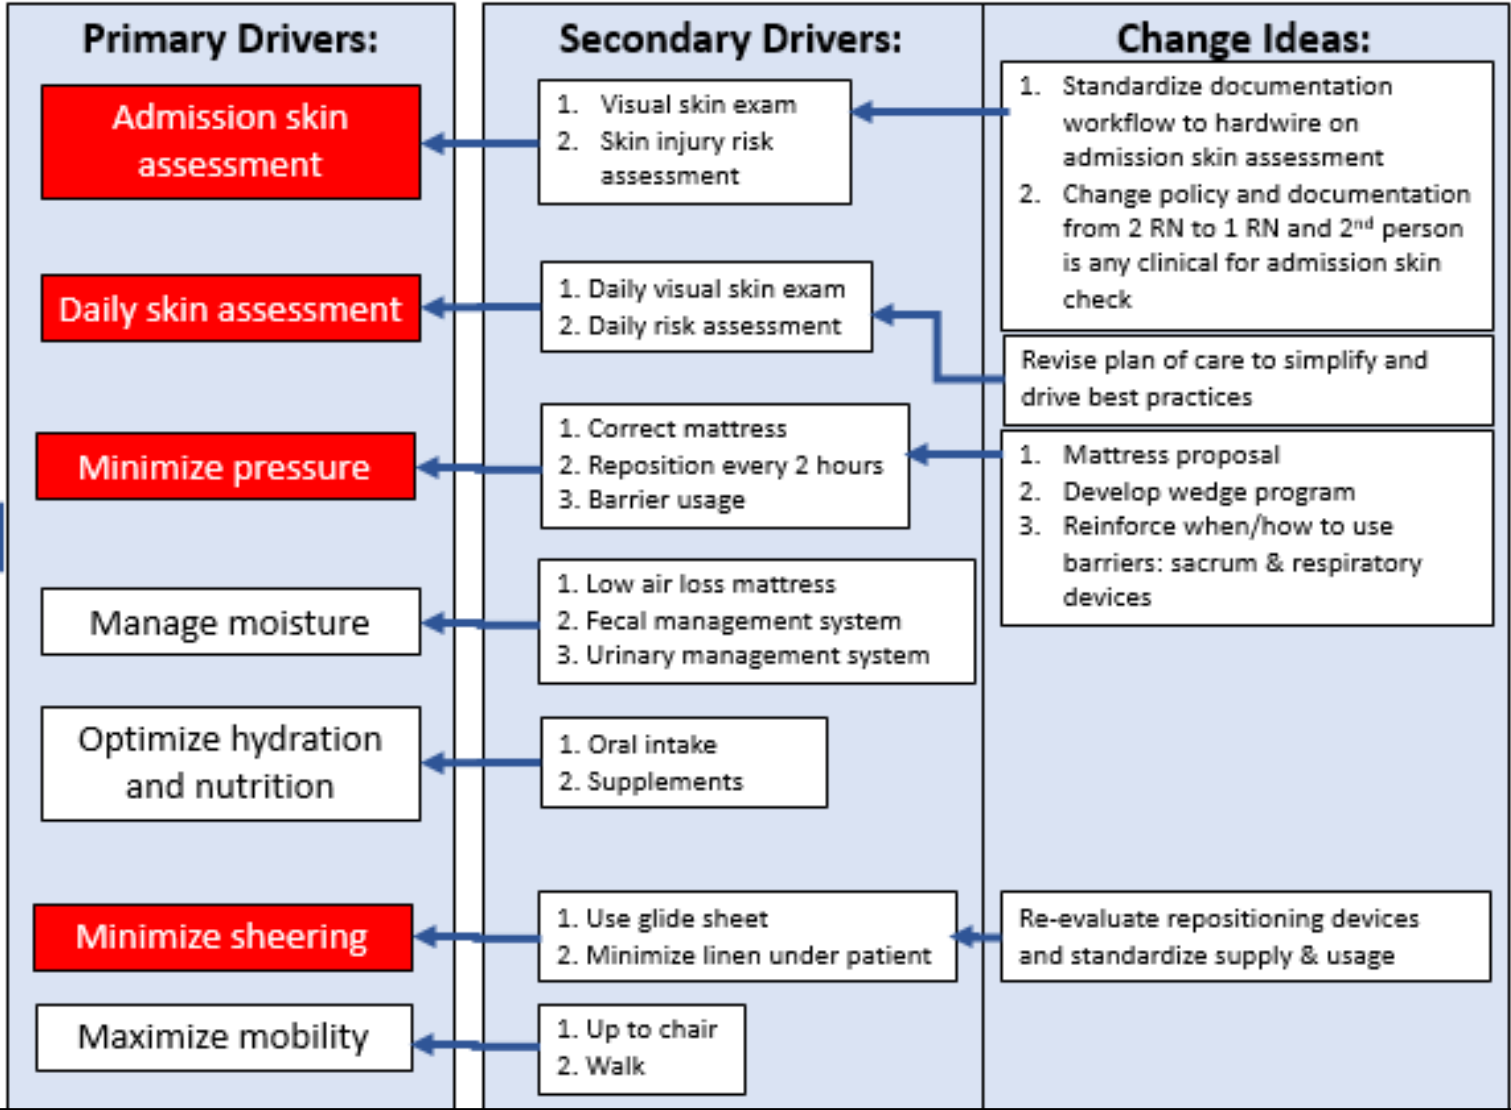 Primary Drivers:
Admission skin
assessment
Daily skin assessment
Minimize pressure
Manage moisture
Optimize hydration
and nutrition
Minimize sheering
Maximize mobility
Secondary Drivers:
1. Visual skin exam
2. Skin injury risk
assessment
1. Daily visual skin exam
2. Daily risk assessment
1. Correct mattress
2. Reposition every 2 hours
3. Barrier usage
1. Low air loss mattress
2. Fecal management system
3. Urinary management system
1. Oral intake
2. Supplements
1. Use glide sheet
2. Minimize linen under patient
1. Up to chair
2. Walk
Change Ideas:
1. Standardize documentation
workflow to hardwire on
admission skin assessment
2. Change policy and documentation
from 2 RN to 1 RN and 2nd person
is any clinical for admission skin
check
Revise plan of care to simplify and
drive best practices
1. Mattress proposal
2. Develop wedge program
3. Reinforce when/how to use
barriers: sacrum & respiratory
devices
Re-evaluate repositioning devices
and standardize supply & usage